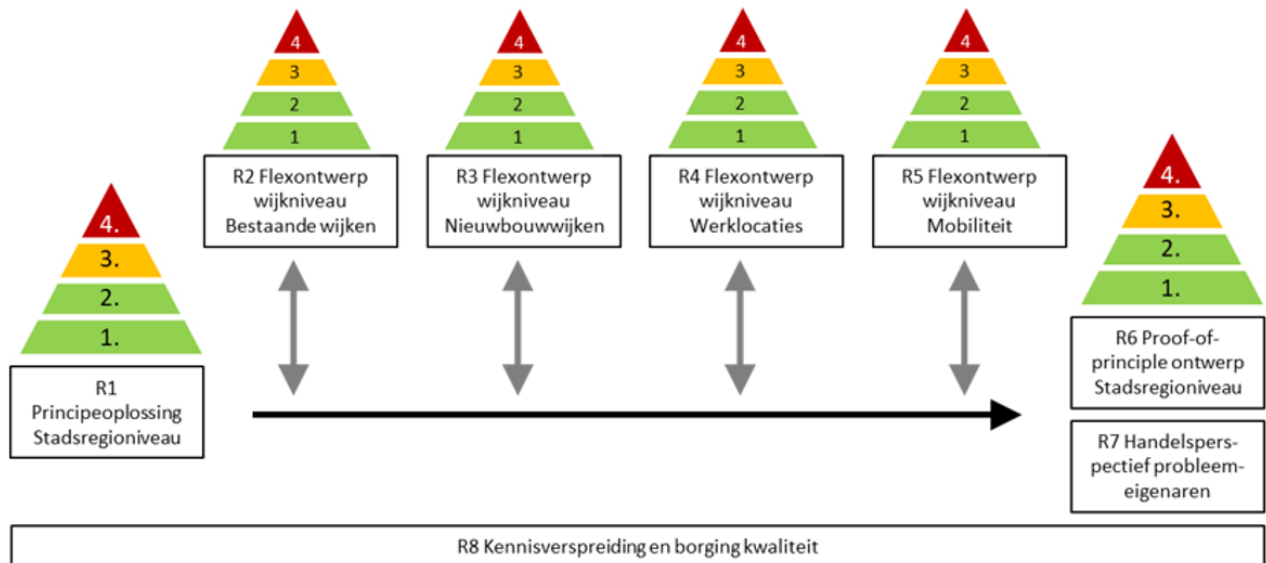 4
3
2
1
R2 Flexontwerp
wijkniveau
Bestaande wijken
4
3
2
1
R3 Flexontwerp
wijkniveau
Nieuwbouwwijken
4
3
2
1
R4 Flexontwerp
wijkniveau
Werklocaties
4
3
2
1
R5 Flexontwerp
wijkniveau
Mobiliteit
4.
3.
2.
1.
R1
Principeoplossing
Stadsregioniveau
4.
3.
2.
1.
R6 Proof-of-
principle ontwerp
Stadsregioniveau
R7 Handelspers-
pectief probleem-
eigenaren
R8 Kennisverspreiding en borging kwaliteit